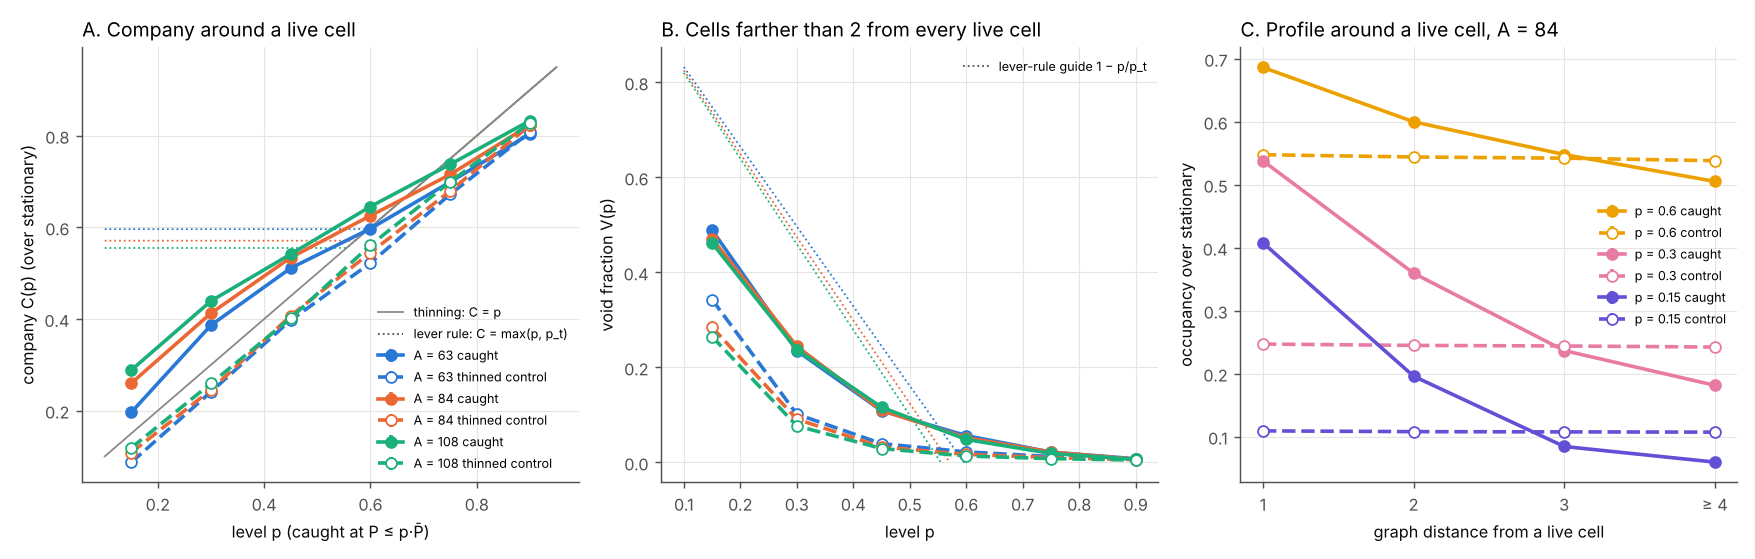 A. Company around a live cell
company C(p) (over stationary)
0.8
0.6
0.4
0.2
0.2
0.4
0.6
0.8
level p (caught at P ≤ p·P̄)
thinning: C = p
lever rule: C = max(p, p_t)
A = 63 caught
A = 63 thinned control
A = 84 caught
A = 84 thinned control
A = 108 caught
A = 108 thinned control
B. Cells farther than 2 from every live cell
void fraction V(p)
0.8
0.6
0.4
0.2
0.0
0.1
0.2
0.3
0.4
0.5
0.6
0.7
0.8
0.9
level p
lever-rule guide 1 − p/p_t
C. Profile around a live cell, A = 84
occupancy over stationary
0.7
0.6
0.5
0.4
0.3
0.2
0.1
1
2
3
≥ 4
graph distance from a live cell
p = 0.6 caught
p = 0.6 control
p = 0.3 caught
p = 0.3 control
p = 0.15 caught
p = 0.15 control